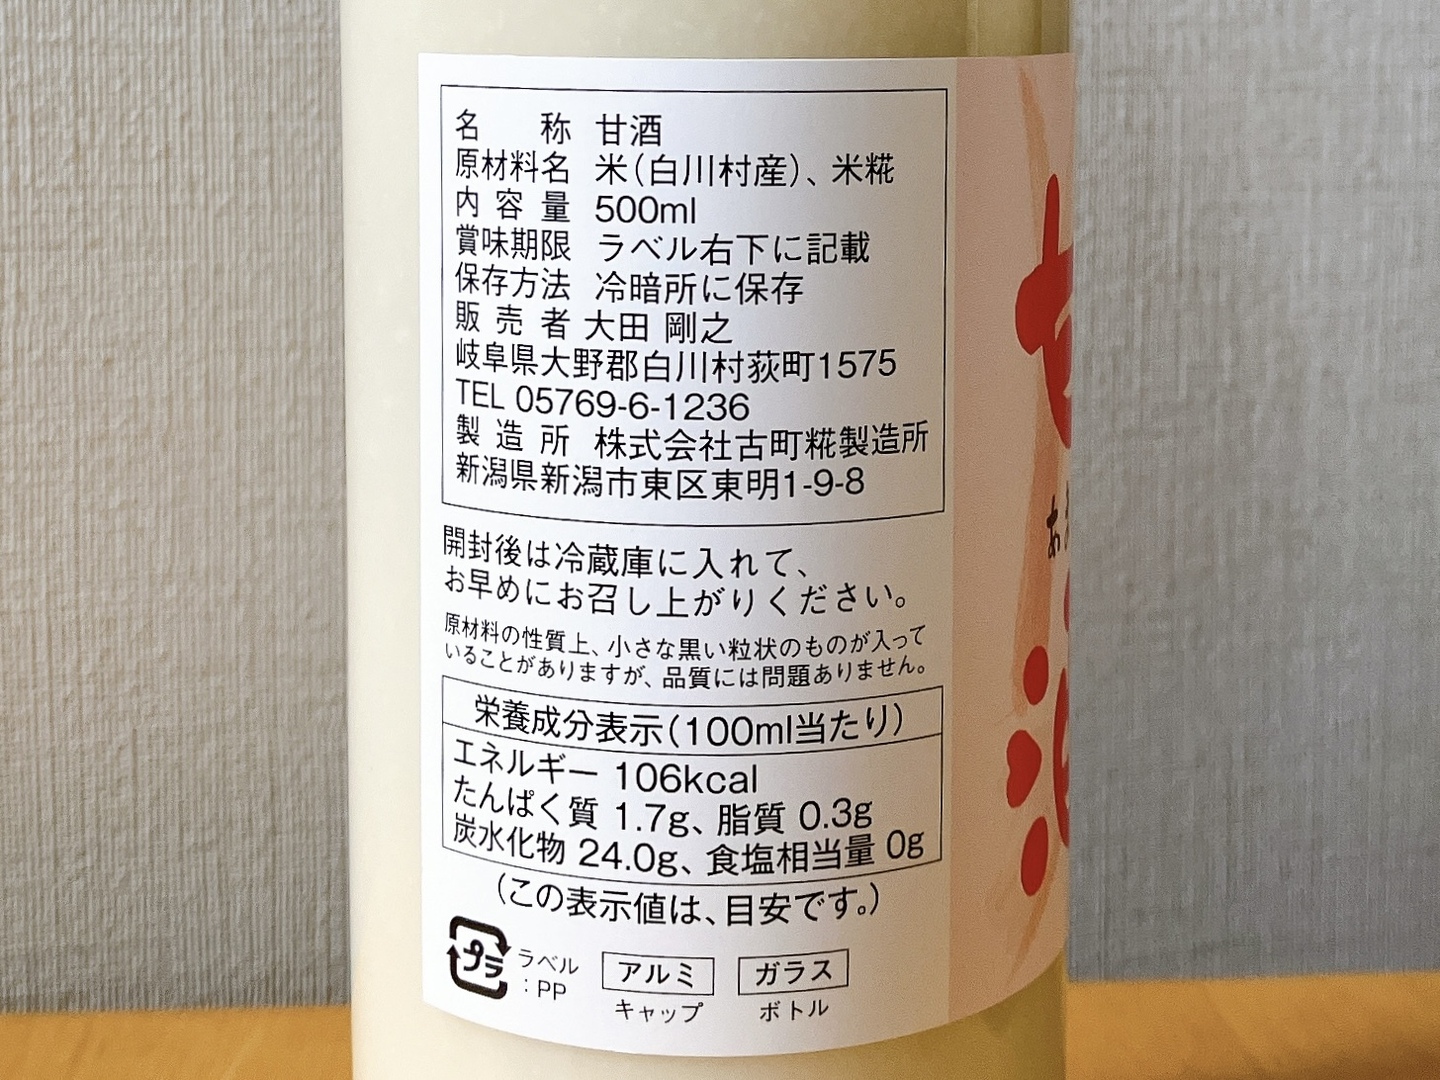 名称 甘酒
原材料名 米(白川村産)、米糀
内容量 500ml
賞味期限 ラベル右下に記載
保存方法 冷暗所に保存
販売者 大田 剛之
岐阜県大野郡白川村荻町1575
TEL 05769-6-1236
製造所 株式会社古町糀製造所
新潟県新潟市東区東明1-9-8
開封後は冷蔵庫に入れて、
お早めにお召し上がりください。
原材料の性質上、小さな黒い粒状のものが入って
いることがありますが、品質には問題ありません。
栄養成分表示(100ml当たり)
エネルギー 106kcal
たんぱく質 1.7g、脂質 0.3g
炭水化物 24.0g、食塩相当量 0g
(この表示値は、目安です。)
プラ
ラベル
:PP
アルミ
キャップ
ガラス
ボトル
あ